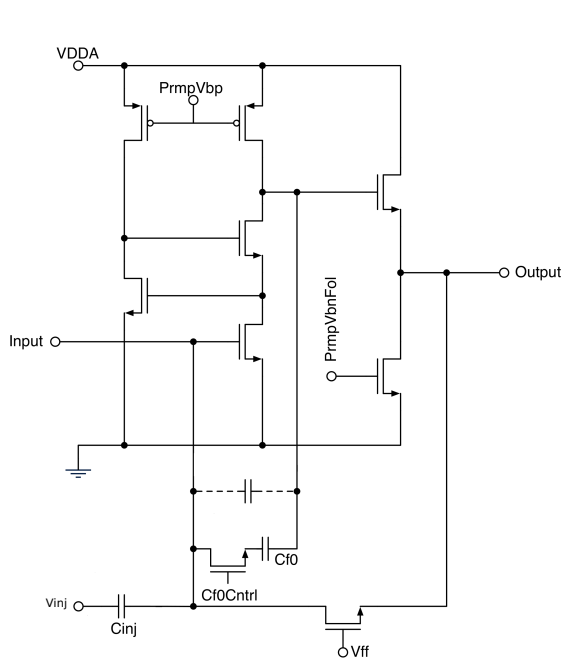 VDDA
PrmpVbp
PrmpVbnFol
Output
Input
Cf0
Cf0Cntrl
Vinj
Cinj
Vff